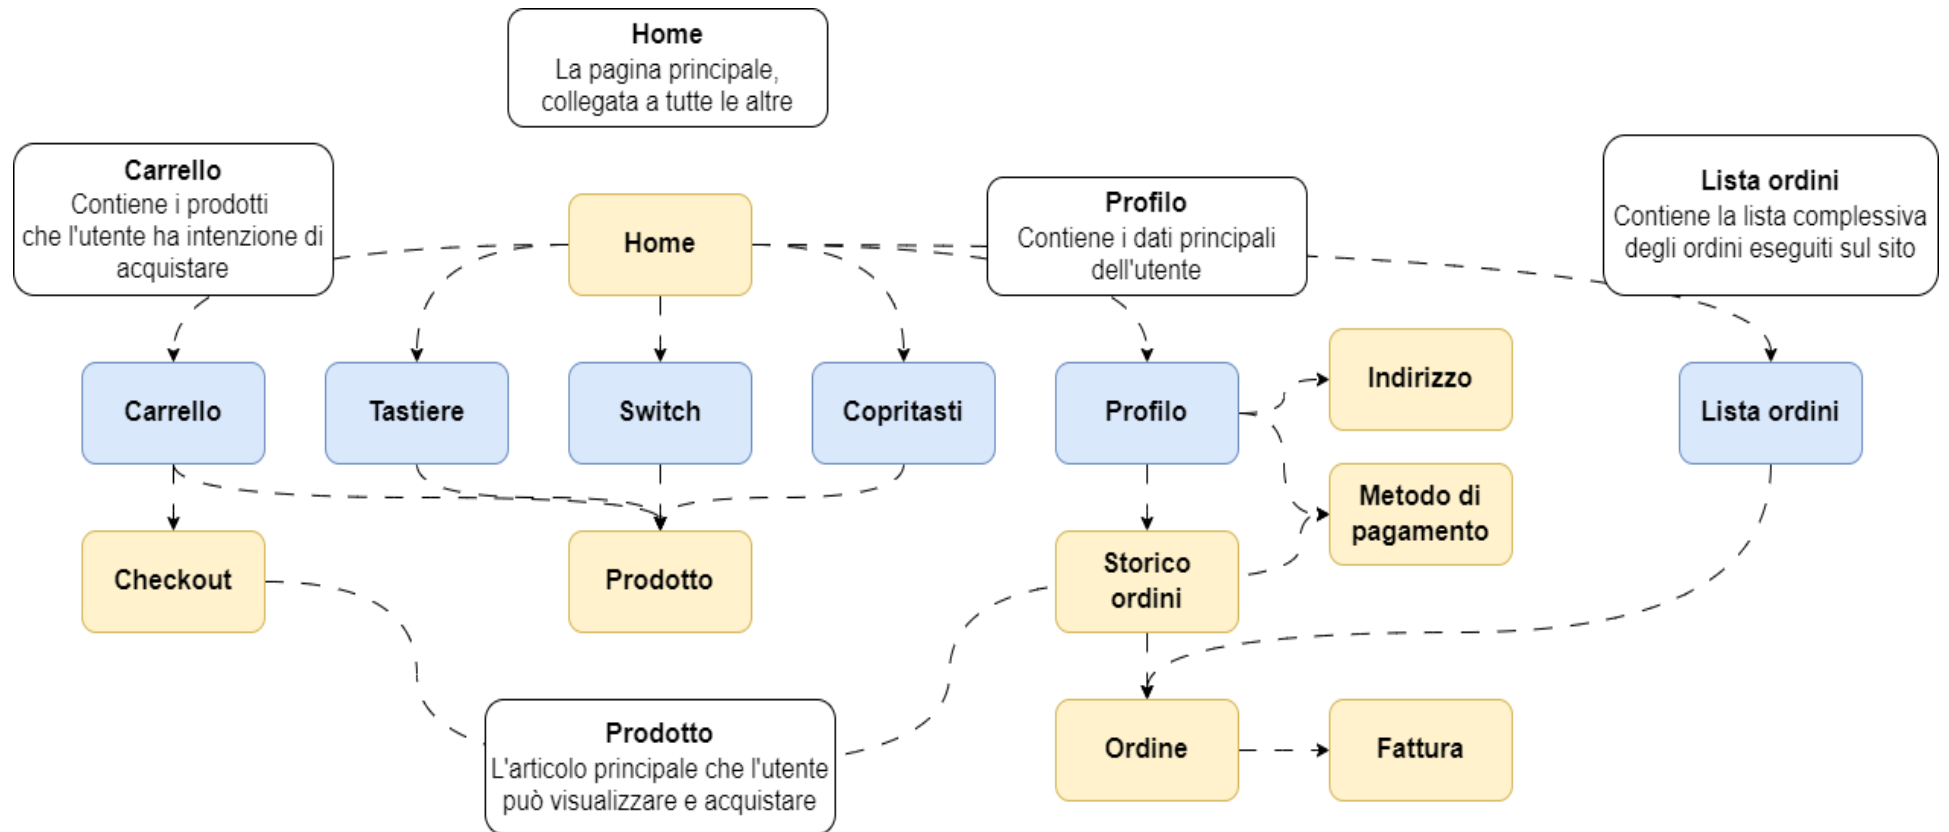 Home
La pagina principale,
collegata a tutte le altre
Carrello
Contiene i prodotti
che l'utente ha intenzione di
acquistare
Home
Profilo
Contiene i dati principali
dell'utente
Lista ordini
Contiene la lista complessiva
degli ordini eseguiti sul sito
Carrello
Tastiere
Switch
Copritasti
Profilo
Indirizzo
Lista ordini
Metodo di
pagamento
Checkout
Prodotto
Storico
ordini
Prodotto
L'articolo principale che l'utente
può visualizzare e acquistare
Ordine
Fattura